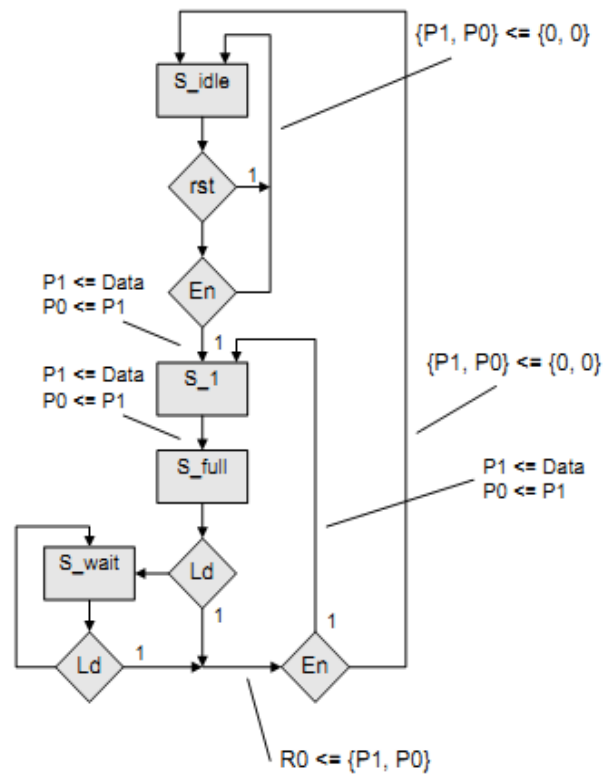 {P1, P0} <= {0, 0}
S_idle
rst
1
En
P1 <= Data
P0 <= P1
1
S_1
{P1, P0} <= {0, 0}
P1 <= Data
P0 <= P1
S_full
P1 <= Data
P0 <= P1
S_wait
Ld
1
1
Ld
1
En
R0 <= {P1, P0}